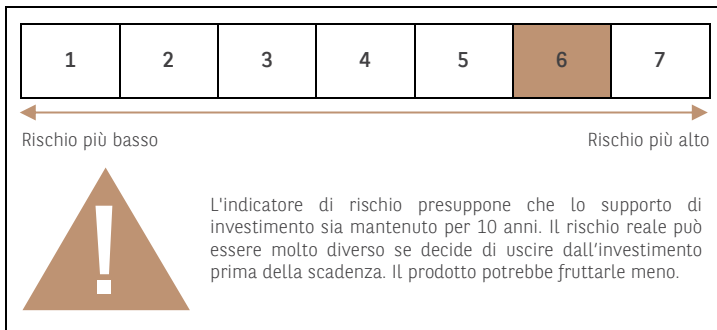 1 2 3 4 5 6 7
Rischio più basso Rischio più alto
!
L'indicatore di rischio presuppone che lo supporto di
investimento sia mantenuto per 10 anni. Il rischio reale può
essere molto diverso se decide di uscire dall'investimento
prima della scadenza. Il prodotto potrebbe fruttarle meno.